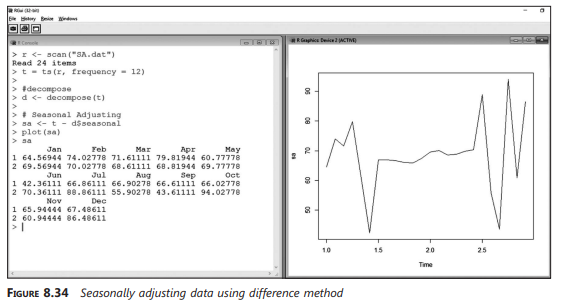 RGui (32-bit)
File History Resize Windows
R Console
> r <- scan("SA.dat")
Read 24 items
> t = ts(r, frequency = 12)
>
> #decompose
> d <- decompose(t)
>
> # Seasonal Adjusting
> sa <- t - d$seasonal
> plot(sa)
> sa
Jan Feb Mar Apr May
1 64.56944 74.02778 71.61111 79.81944 60.77778
2 69.56944 70.02778 68.61111 68.81944 69.77778
Jun Jul Aug Sep Oct
1 42.36111 66.86111 66.90278 66.61111 66.02778
2 70.36111 88.86111 55.90278 43.61111 94.02778
Nov Dec
1 65.94444 67.48611
2 60.94444 86.48611
> |
R Graphics: Device 2 (ACTIVE)
90
80
70
60
50
sa
1.0 1.5 2.0 2.5
Time
FIGURE 8.34 Seasonally adjusting data using difference method